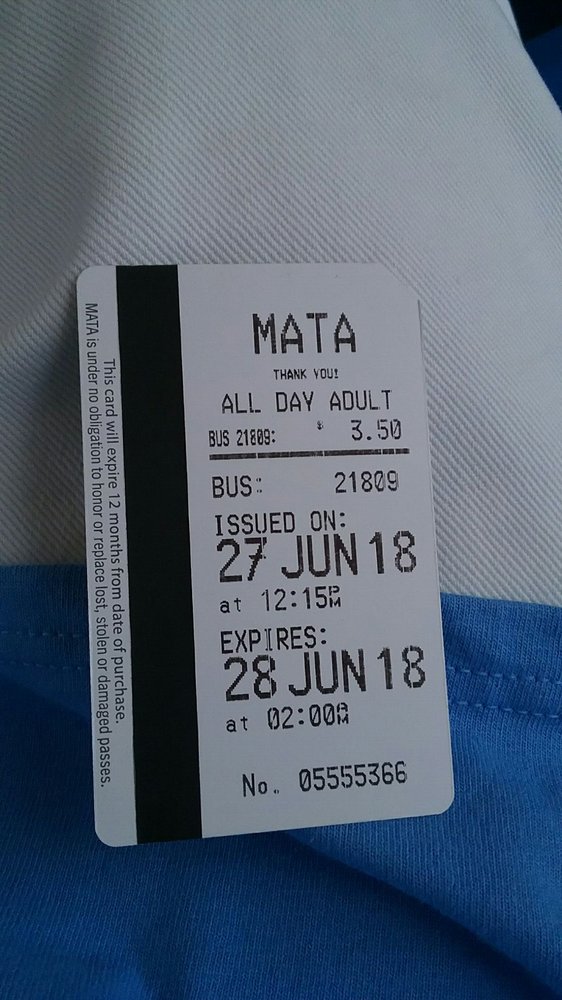 MATA
THANK YOU!
ALL DAY ADULT
BUS 21809: $ 3.50
BUS: 21809
ISSUED ON:
27 JUN 18
at 12:15PM
EXPIRES:
28 JUN 18
at 02:00AM
No. 05555366
This card will expire 12 months from date of purchase.
MATA is under no obligation to honor or replace lost, stolen or damaged passes.